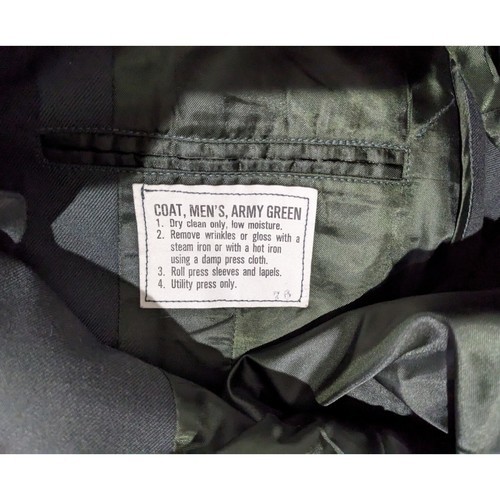 COAT, MEN'S, ARMY GREEN
1. Dry clean only, low moisture.
2. Remove wrinkles or gloss with a
steam iron or with a hot iron
using a damp press cloth.
3. Roll press sleeves and lapels.
4. Utility press only.